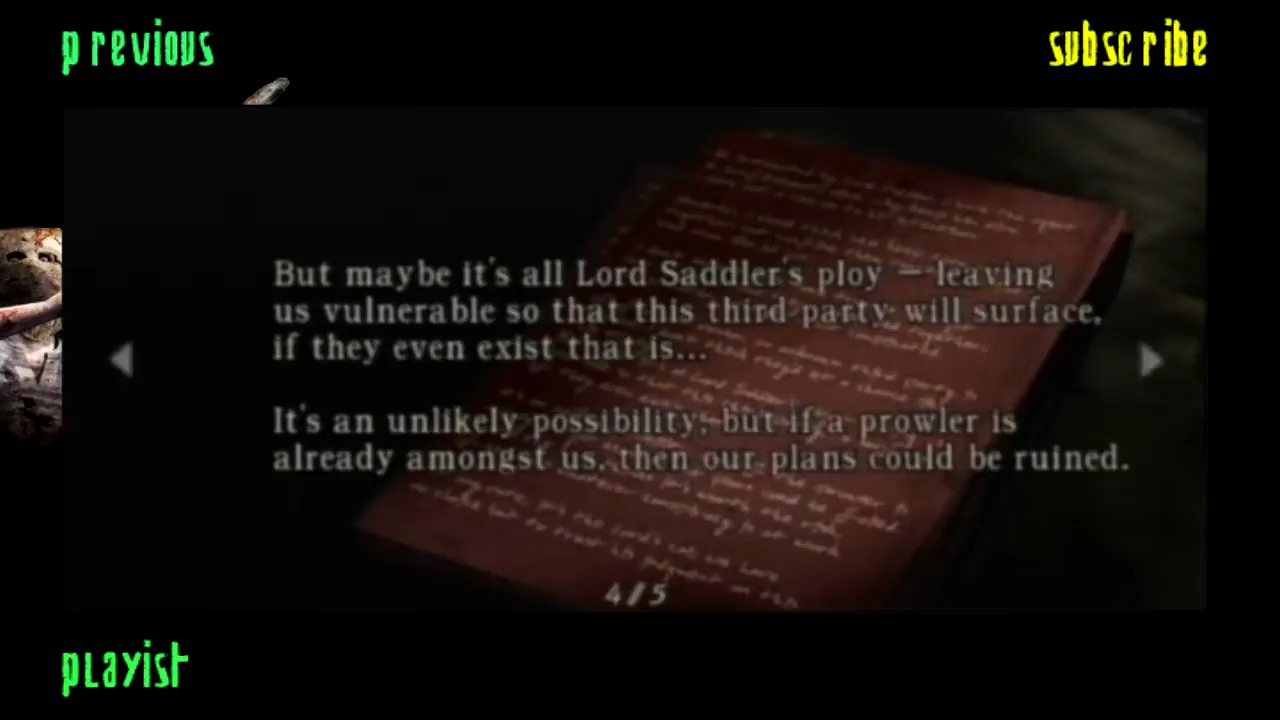 previous
subscribe
But maybe it's all Lord Saddler's ploy — leaving
us vulnerable so that this third party will surface,
if they even exist that is...
It's an unlikely possibility, but if a prowler is
already amongst us, then our plans could be ruined.
4/5
playist